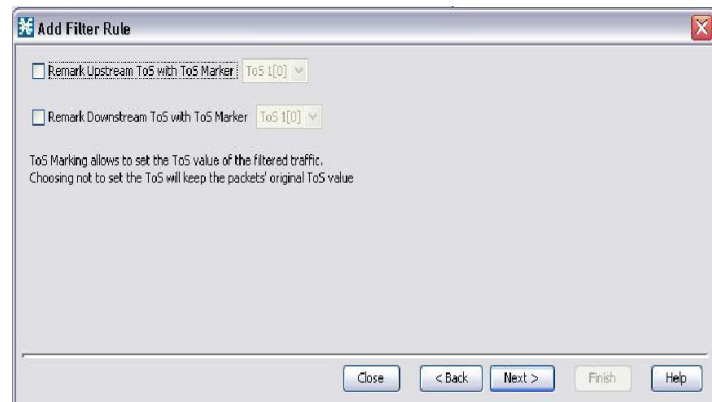 Add Filter Rule
Remark Upstream ToS with ToS Marker ToS 1[0]
Remark Downstream ToS with ToS Marker ToS 1[0]
ToS Marking allows to set the ToS value of the filtered traffic.
Choosing not to set the ToS will keep the packets' original ToS value
Close < Back Next > Finish Help